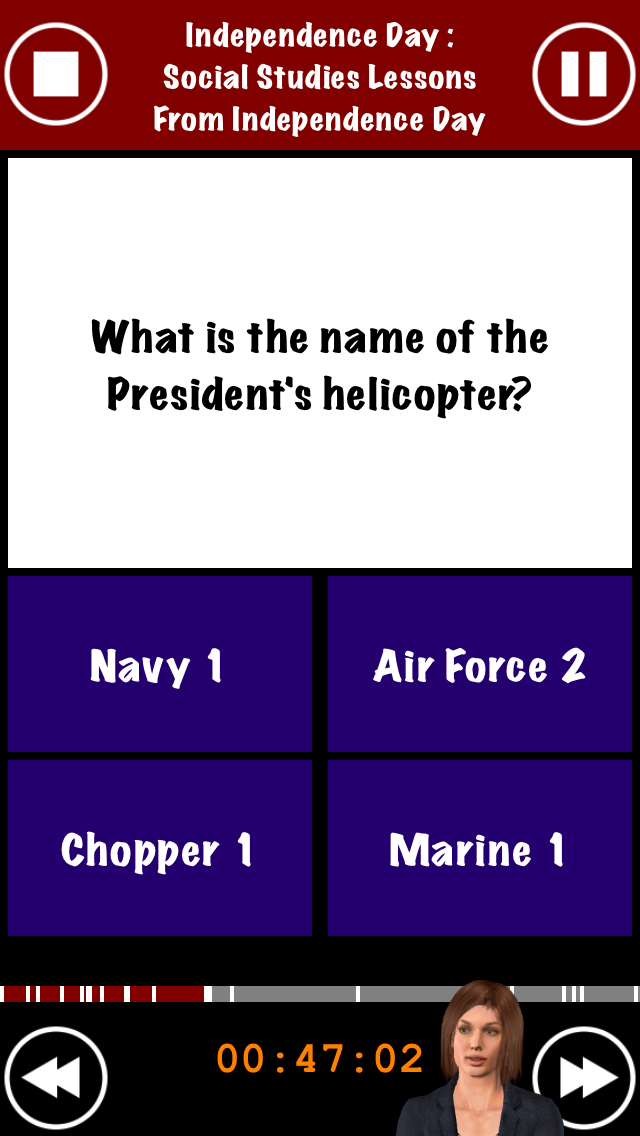 Independence Day :
Social Studies Lessons
From Independence Day
What is the name of the
President's helicopter?
Navy 1
Air Force 2
Chopper 1
Marine 1
00:47:02